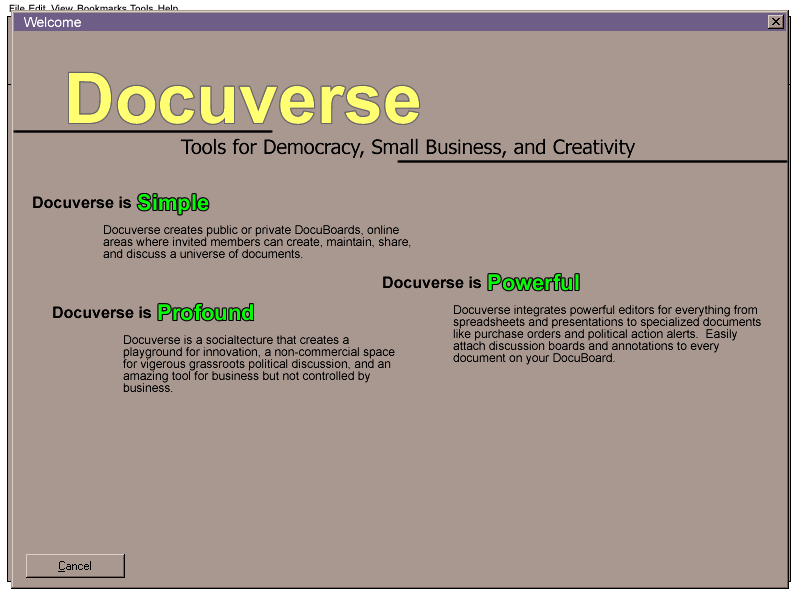 File Edit View Bookmarks Tools Help
Welcome
Docuverse
Tools for Democracy, Small Business, and Creativity
Docuverse is Simple
Docuverse creates public or private DocuBoards, online
areas where invited members can create, maintain, share,
and discuss a universe of documents.
Docuverse is Powerful
Docuverse integrates powerful editors for everything from
spreadsheets and presentations to specialized documents
like purchase orders and political action alerts.  Easily
attach discussion boards and annotations to every
document on your DocuBoard.
Docuverse is Profound
Docuverse is a socialtecture that creates a
playground for innovation, a non-commercial space
for vigerous grassroots political discussion, and an
amazing tool for business but not controlled by
business.
Cancel